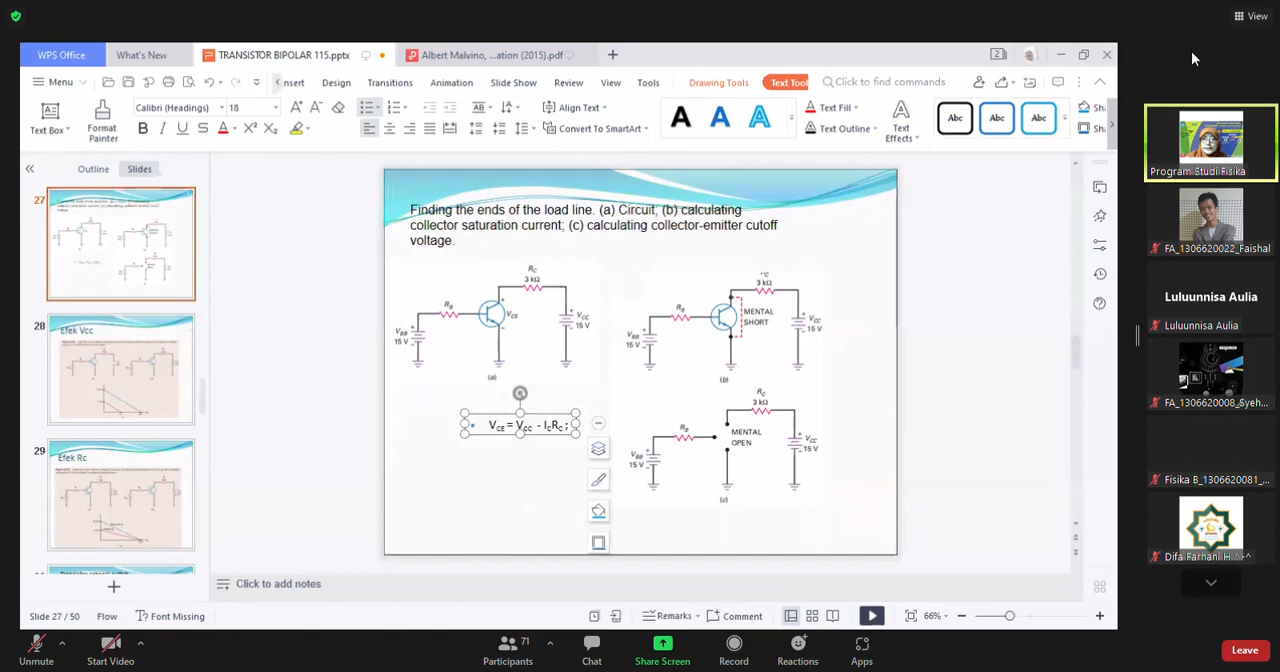 View
WPS Office
What's New
TRANSISTOR BIPOLAR 115.pptx
Albert Malvino, ...ation (2015).pdf
Menu
nsert
Design
Transitions
Animation
Slide Show
Review
View
Tools
Drawing Tools
Text Tool
Click to find commands
Text Box
Format
Painter
Calibri (Headings)
18
Align Text
Convert To SmartArt
Text Fill
Text Outline
Text
Effects
Abc
Abc
Abc
Sha
Sha
Outline
Slides
27
28
Efek Vcc
29
Efek Rc
Finding the ends of the load line. (a) Circuit; (b) calculating
collector saturation current; (c) calculating collector-emitter cutoff
voltage.
RC
3 kΩ
RB
VCE
VBB
15 V
VCC
15 V
(a)
3 kΩ
RB
MENTAL
SHORT
VBB
15 V
VCC
15 V
(b)
RC
3 kΩ
RB
MENTAL
OPEN
VBB
15 V
VCC
15 V
(c)
• VCE = VCC - ICRC ;
Click to add notes
Slide 27 / 50
Flow
Font Missing
Remarks
Comment
66%
Program Studi Fisika
FA_1306620022_Faishal
Luluunnisa Aulia
Luluunnisa Aulia
FA_1306620008_Syeh...
Fisika B_1306620081_...
Difa Farhani H ^-^
Unmute
Start Video
Participants
71
Chat
Share Screen
Record
Reactions
Apps
Leave